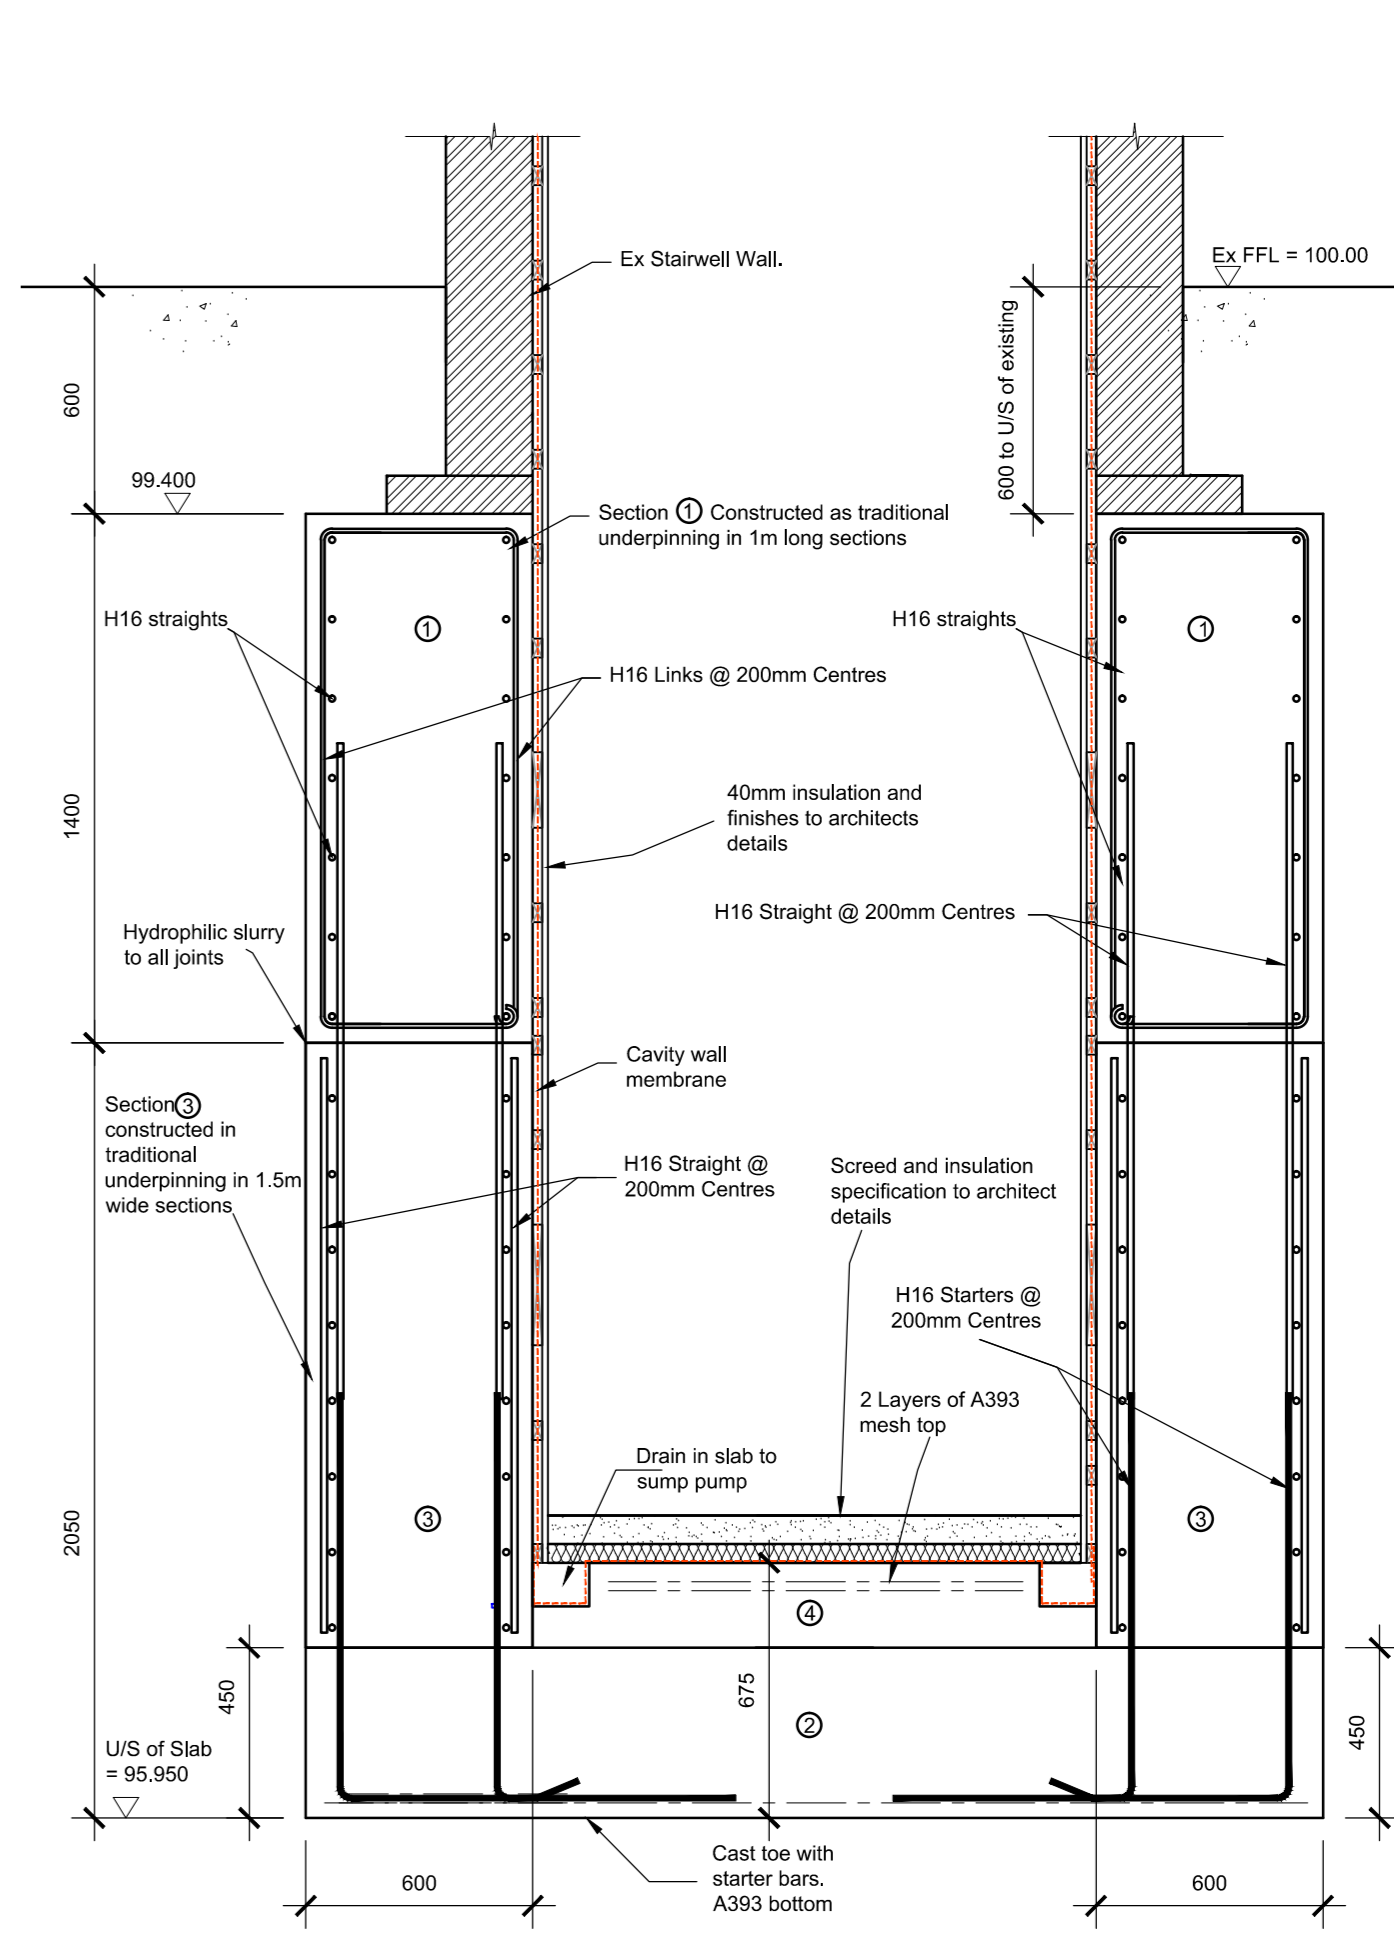 Ex Stairwell Wall.
Ex FFL = 100.00
600
600 to U/S of existing
99.400
Section ① Constructed as traditional
underpinning in 1m long sections
H16 straights
①
H16 straights
①
H16 Links @ 200mm Centres
1400
40mm insulation and
finishes to architects
details
H16 Straight @ 200mm Centres
Hydrophilic slurry
to all joints
Cavity wall
membrane
Section③
constructed in
traditional
underpinning in 1.5m
wide sections
H16 Straight @
200mm Centres
Screed and insulation
specification to architect
details
H16 Starters @
200mm Centres
2 Layers of A393
mesh top
Drain in slab to
sump pump
2050
③
③
④
450
675
②
450
U/S of Slab
= 95.950
Cast toe with
starter bars.
A393 bottom
600
600